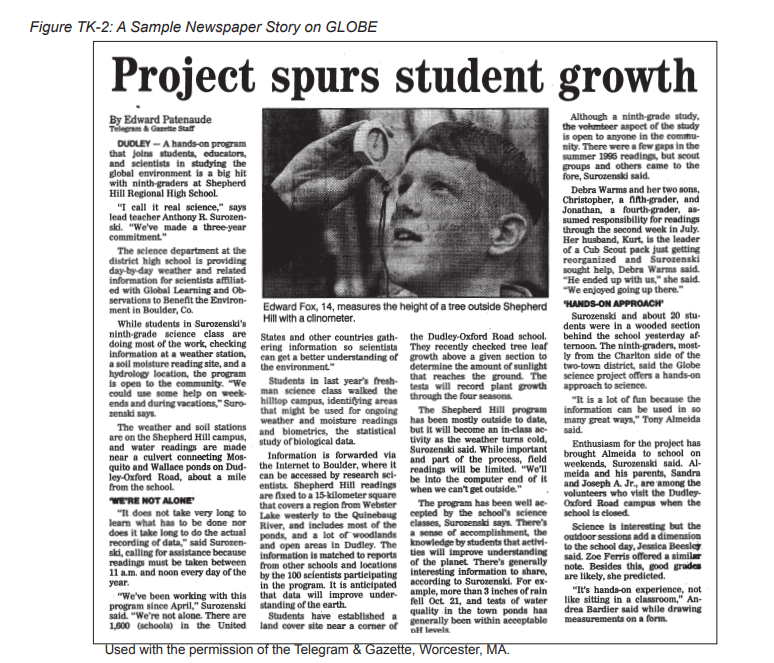 Figure TK-2: A Sample Newspaper Story on GLOBE
Project spurs student growth
By Edward Patenaude
Telegram & Gazette Staff
DUDLEY — A hands-on program
that joins students, educators,
and scientists in studying the
global environment is a big hit
with ninth-graders at Shepherd
Hill Regional High School.
"I call it real science," says
lead teacher Anthony R. Surozen-
ski. "We've made a three-year
commitment."
The science department at the
district high school is providing
day-by-day weather and related
information for scientists affiliat-
ed with Global Learning and Ob-
servations to Benefit the Environ-
ment in Boulder, Co.
While students in Surozenski's
ninth-grade science class are
doing most of the work, checking
information at a weather station,
a soil moisture reading site, and a
hydrology location, the program
is open to the community. "We
could use some help on week-
ends and during vacations," Suro-
zenski says.
The weather and soil stations
are on the Shepherd Hill campus,
and water readings are made
near a culvert connecting Mos-
quito and Wallace ponds on Dud-
ley-Oxford Road, about a mile
from the school.
'WE'RE NOT ALONE'
"It does not take very long to
learn what has to be done nor
does it take long to do the actual
recording of data," said Surozen-
ski, calling for assistance because
readings must be taken between
11 a.m. and noon every day of the
year.
"We've been working with this
program since April," Surozenski
said. "We're not alone. There are
1,600 (schools) in the United
Edward Fox, 14, measures the height of a tree outside Shepherd
Hill with a clinometer.
States and other countries gath-
ering information so scientists
can get a better understanding of
the environment."
Students in last year's fresh-
man science class walked the
hilltop campus, identifying areas
that might be used for ongoing
weather and moisture readings
and biometrics, the statistical
study of biological data.
Information is forwarded via
the Internet to Boulder, where it
can be accessed by research sci-
entists. Shepherd Hill readings
are fixed to a 15-kilometer square
that covers a region from Webster
Lake westerly to the Quinebaug
River, and includes most of the
ponds, and a lot of woodlands
and open areas in Dudley. The
information is matched to reports
from other schools and locations
by the 100 scientists participating
in the program. It is anticipated
that data will improve under-
standing of the earth.
Students have established a
land cover site near a corner of
the Dudley-Oxford Road school.
They recently checked tree leaf
growth above a given section to
determine the amount of sunlight
that reaches the ground. The
tests will record plant growth
through the four seasons.
The Shepherd Hill program
has been mostly outside to date,
but it will become an in-class ac-
tivity as the weather turns cold,
Surozenski said. While important
and part of the process, field
readings will be limited. "We'll
be into the computer end of it
when we can't get outside."
The program has been well ac-
cepted by the school's science
classes, Surozenski says. There's
a sense of accomplishment, the
knowledge by students that activi-
ties will improve understanding
of the planet. There's generally
interesting information to share,
according to Surozenski. For ex-
ample, more than 3 inches of rain
fell Oct. 21, and tests of water
quality in the town ponds has
generally been within acceptable
pH levels.
Although a ninth-grade study,
the volunteer aspect of the study
is open to anyone in the commu-
nity. There were a few gaps in the
summer 1995 readings, but scout
groups and others came to the
fore, Surozenski said.
Debra Warms and her two sons,
Christopher, a fifth-grader, and
Jonathan, a fourth-grader, as-
sumed responsibility for readings
through the second week in July.
Her husband, Kurt, is the leader
of a Cub Scout pack just getting
reorganized and Surozenski
sought help, Debra Warms said.
"He ended up with us," she said.
"We enjoyed going up there."
'HANDS-ON APPROACH'
Surozenski and about 20 stu-
dents were in a wooded section
behind the school yesterday af-
ternoon. The ninth-graders, most-
ly from the Charlton side of the
two-town district, said the Globe
science project offers a hands-on
approach to science.
"It is a lot of fun because the
information can be used in so
many great ways," Tony Almeida
said.
Enthusiasm for the project has
brought Almeida to school on
weekends, Surozenski said. Al-
meida and his parents, Sandra
and Joseph A. Jr., are among the
volunteers who visit the Dudley-
Oxford Road campus when the
school is closed.
Science is interesting but the
outdoor sessions add a dimension
to the school day, Jessica Beesley
said. Zoe Ferris offered a similar
note. Besides this, good grades
are likely, she predicted.
"It's hands-on experience, not
like sitting in a classroom," An-
drea Bardier said while drawing
measurements on a form.
Used with the permission of the Telegram & Gazette, Worcester, MA.